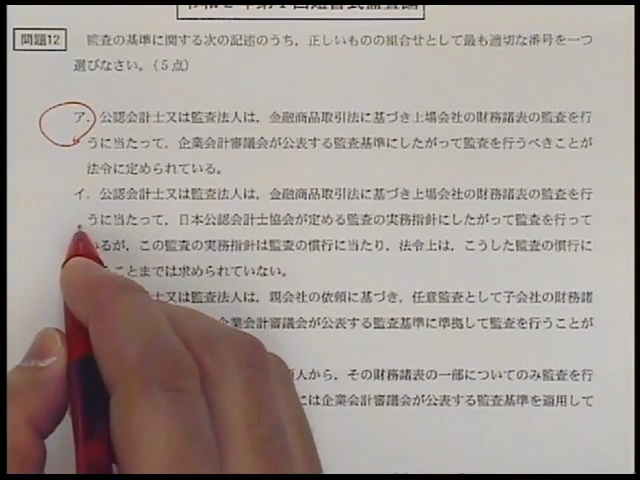 問題12　監査の基準に関する次の記述のうち，正しいものの組合せとして最も適切な番号を一つ
選びなさい。（５点）
ア．公認会計士又は監査法人は，金融商品取引法に基づき上場会社の財務諸表の監査を行
うに当たって，企業会計審議会が公表する監査基準にしたがって監査を行うべきことが
法令に定められている。
イ．公認会計士又は監査法人は，金融商品取引法に基づき上場会社の財務諸表の監査を行
うに当たって，日本公認会計士協会が定める監査の実務指針にしたがって監査を行って
いるが，この監査の実務指針は監査の慣行に当たり，法令上は，こうした監査の慣行に
ことまでは求められていない。
士又は監査法人は，親会社の依頼に基づき，任意監査として子会社の財務諸
企業会計審議会が公表する監査基準に準拠して監査を行うことが
人から，その財務諸表の一部についてのみ監査を行
には企業会計審議会が公表する監査基準を適用して